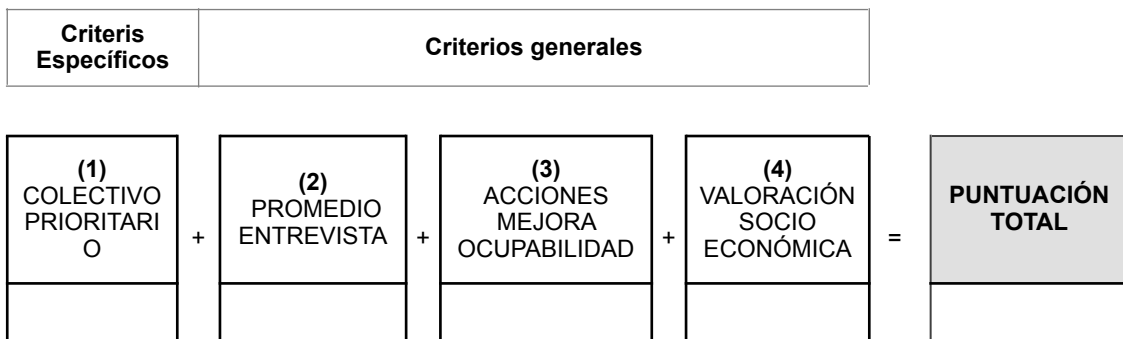 Criteris
Específicos
Criterios generales
(1)
COLECTIVO
PRIORITARI
O
+
(2)
PROMEDIO
ENTREVISTA
+
(3)
ACCIONES
MEJORA
OCUPABILIDAD
+
(4)
VALORACIÓN
SOCIO
ECONÓMICA
=
PUNTUACIÓN
TOTAL